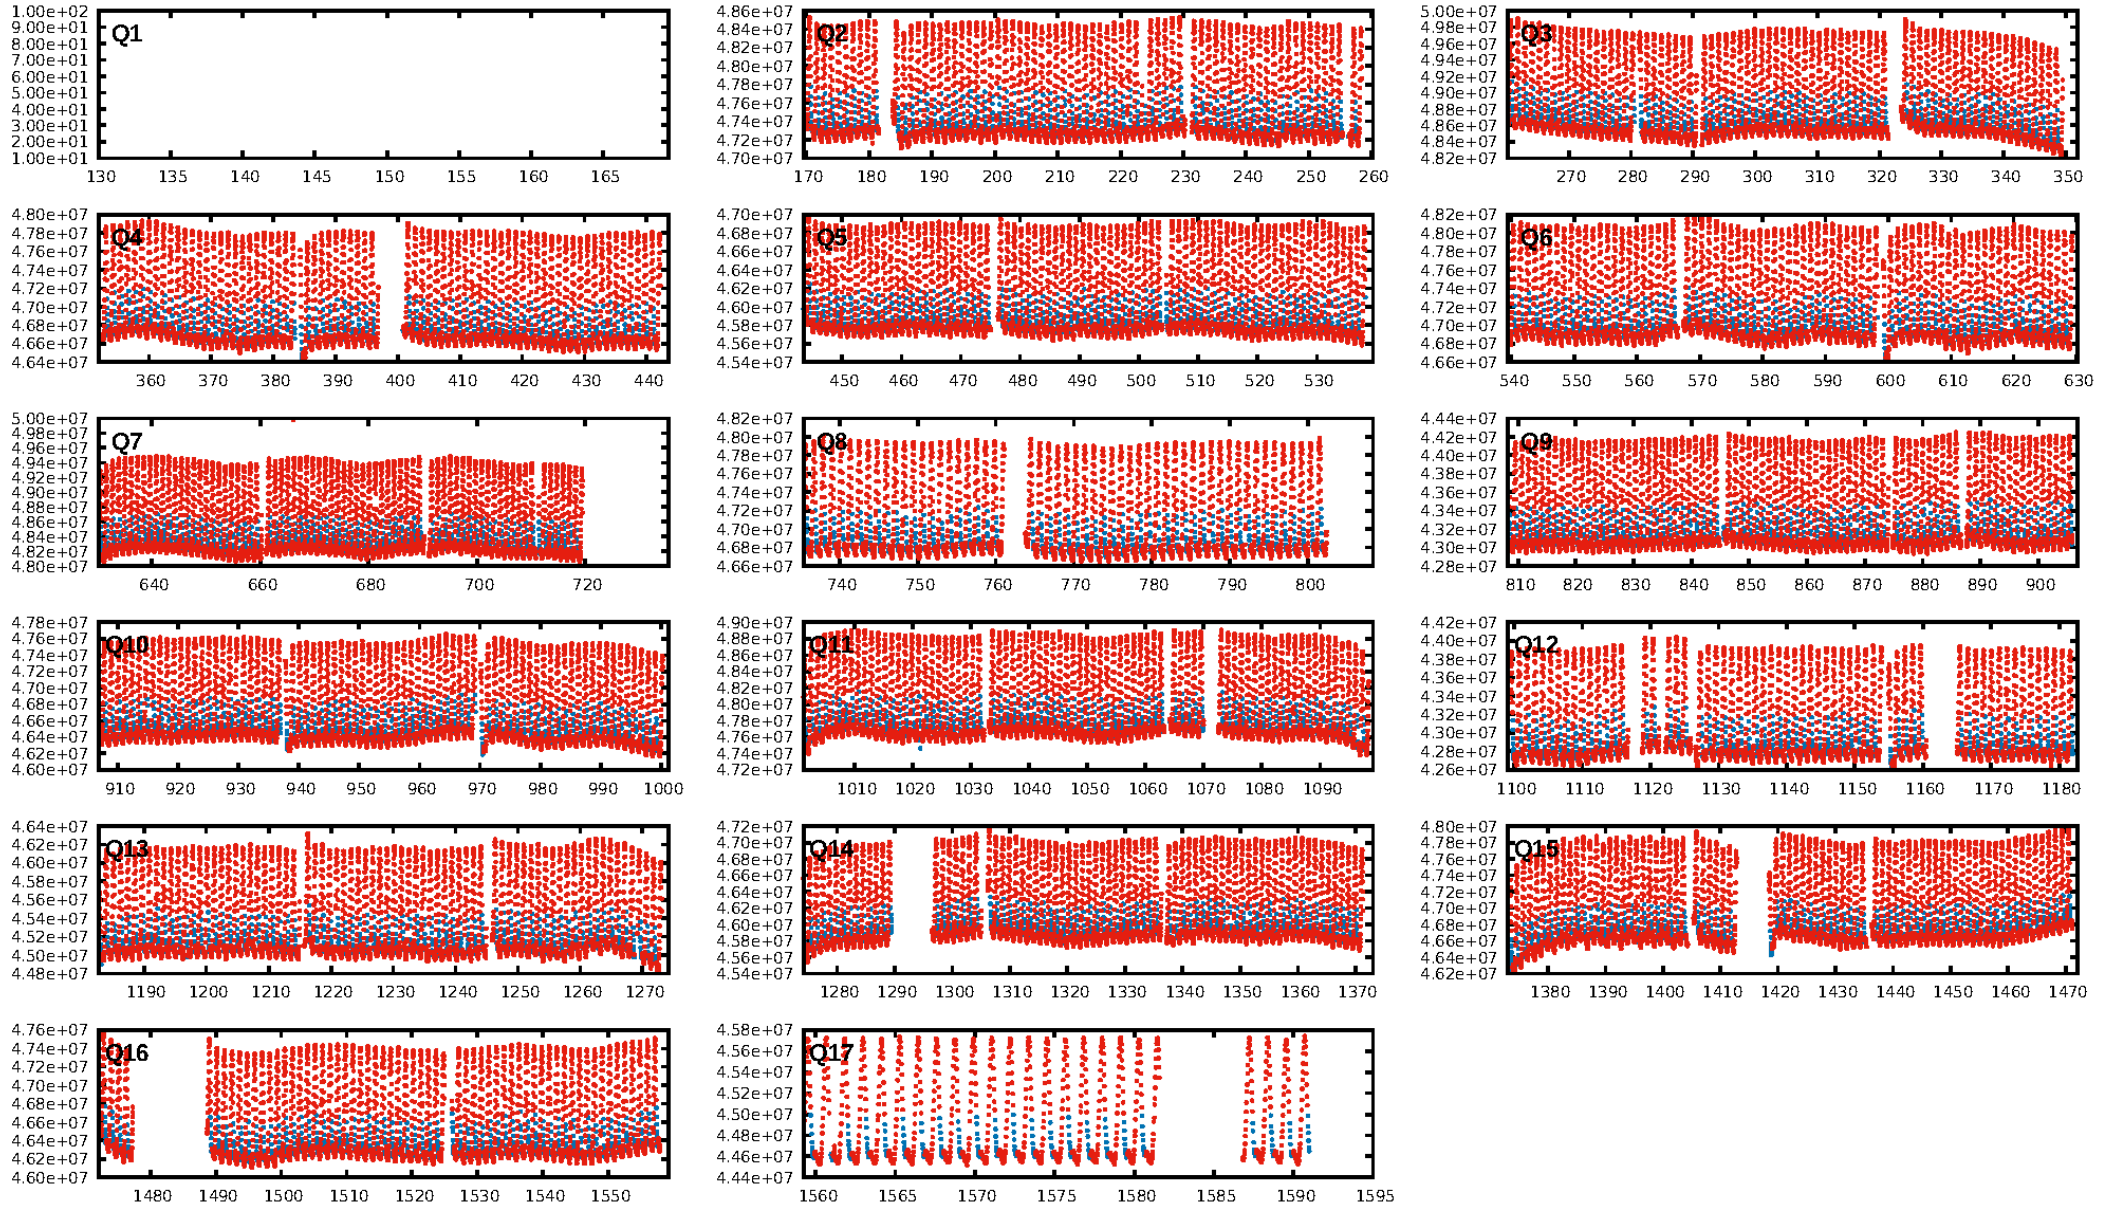 1.00e+02
9.00e+01
8.00e+01
7.00e+01
6.00e+01
5.00e+01
4.00e+01
3.00e+01
2.00e+01
1.00e+01
Q1
130 135 140 145 150 155 160 165
4.86e+07
4.84e+07
4.82e+07
4.80e+07
4.78e+07
4.76e+07
4.74e+07
4.72e+07
4.70e+07
Q2
170 180 190 200 210 220 230 240 250 260
5.00e+07
4.98e+07
4.96e+07
4.94e+07
4.92e+07
4.90e+07
4.88e+07
4.86e+07
4.84e+07
4.82e+07
Q3
270 280 290 300 310 320 330 340 350
4.80e+07
4.78e+07
4.76e+07
4.74e+07
4.72e+07
4.70e+07
4.68e+07
4.66e+07
4.64e+07
Q4
360 370 380 390 400 410 420 430 440
4.70e+07
4.68e+07
4.66e+07
4.64e+07
4.62e+07
4.60e+07
4.58e+07
4.56e+07
4.54e+07
Q5
450 460 470 480 490 500 510 520 530
4.82e+07
4.80e+07
4.78e+07
4.76e+07
4.74e+07
4.72e+07
4.70e+07
4.68e+07
4.66e+07
Q6
540 550 560 570 580 590 600 610 620 630
5.00e+07
4.98e+07
4.96e+07
4.94e+07
4.92e+07
4.90e+07
4.88e+07
4.86e+07
4.84e+07
4.82e+07
4.80e+07
Q7
640 660 680 700 720
4.82e+07
4.80e+07
4.78e+07
4.76e+07
4.74e+07
4.72e+07
4.70e+07
4.68e+07
4.66e+07
Q8
740 750 760 770 780 790 800
4.44e+07
4.42e+07
4.40e+07
4.38e+07
4.36e+07
4.34e+07
4.32e+07
4.30e+07
4.28e+07
Q9
810 820 830 840 850 860 870 880 890 900
4.78e+07
4.76e+07
4.74e+07
4.72e+07
4.70e+07
4.68e+07
4.66e+07
4.64e+07
4.62e+07
4.60e+07
Q10
910 920 930 940 950 960 970 980 990 1000
4.90e+07
4.88e+07
4.86e+07
4.84e+07
4.82e+07
4.80e+07
4.78e+07
4.76e+07
4.74e+07
4.72e+07
Q11
1010 1020 1030 1040 1050 1060 1070 1080 1090
4.42e+07
4.40e+07
4.38e+07
4.36e+07
4.34e+07
4.32e+07
4.30e+07
4.28e+07
4.26e+07
Q12
1100 1110 1120 1130 1140 1150 1160 1170 1180
4.64e+07
4.62e+07
4.60e+07
4.58e+07
4.56e+07
4.54e+07
4.52e+07
4.50e+07
4.48e+07
Q13
1190 1200 1210 1220 1230 1240 1250 1260 1270
4.72e+07
4.70e+07
4.68e+07
4.66e+07
4.64e+07
4.62e+07
4.60e+07
4.58e+07
4.56e+07
4.54e+07
Q14
1280 1290 1300 1310 1320 1330 1340 1350 1360 1370
4.80e+07
4.78e+07
4.76e+07
4.74e+07
4.72e+07
4.70e+07
4.68e+07
4.66e+07
4.64e+07
4.62e+07
Q15
1380 1390 1400 1410 1420 1430 1440 1450 1460 1470
4.76e+07
4.74e+07
4.72e+07
4.70e+07
4.68e+07
4.66e+07
4.64e+07
4.62e+07
4.60e+07
Q16
1480 1490 1500 1510 1520 1530 1540 1550
4.58e+07
4.56e+07
4.54e+07
4.52e+07
4.50e+07
4.48e+07
4.46e+07
4.44e+07
Q17
1560 1565 1570 1575 1580 1585 1590 1595